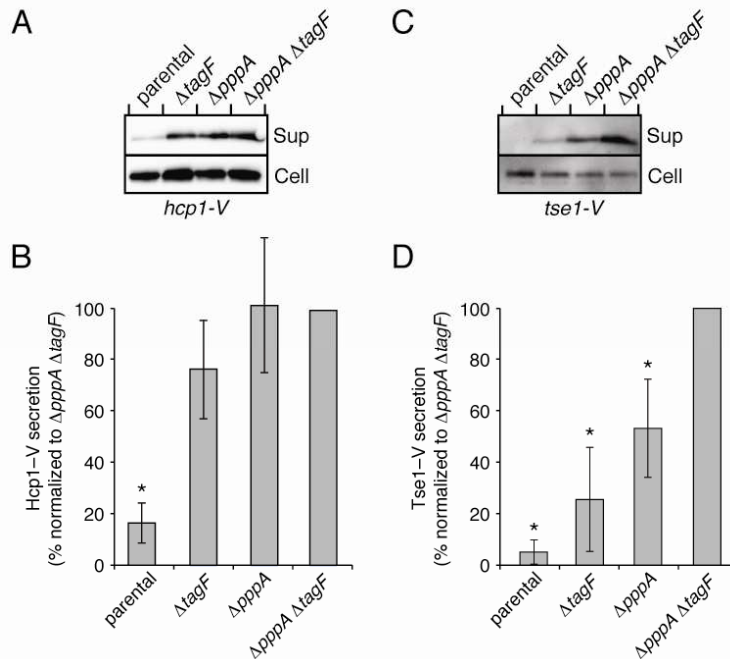 A
parental
ΔtagF
ΔpppA
ΔpppA ΔtagF
Sup
Cell
hcp1-V
C
parental
ΔtagF
ΔpppA
ΔpppA ΔtagF
Sup
Cell
tse1-V
B
Hcp1–V secretion
(% normalized to ΔpppA ΔtagF)
100
80
60
40
20
0
*
parental
ΔtagF
ΔpppA
ΔpppA ΔtagF
D
Tse1–V secretion
(% normalized to ΔpppA ΔtagF)
100
80
60
40
20
0
*
*
*
parental
ΔtagF
ΔpppA
ΔpppA ΔtagF